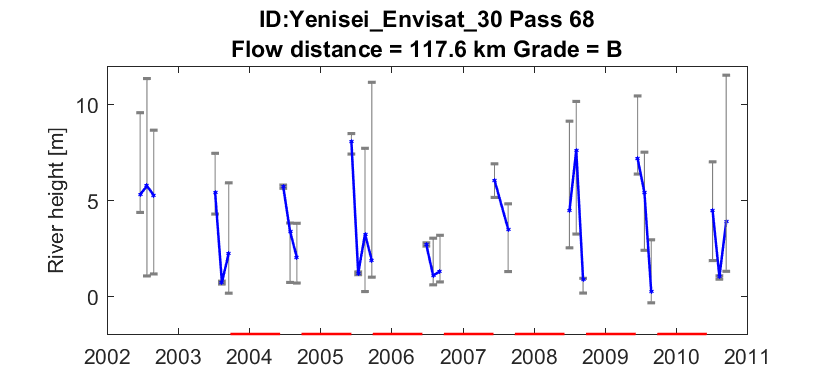 ID:Yenisei_Envisat_30 Pass 68
Flow distance = 117.6 km Grade = B
River height [m]
10
5
0
2002 2003 2004 2005 2006 2007 2008 2009 2010 2011